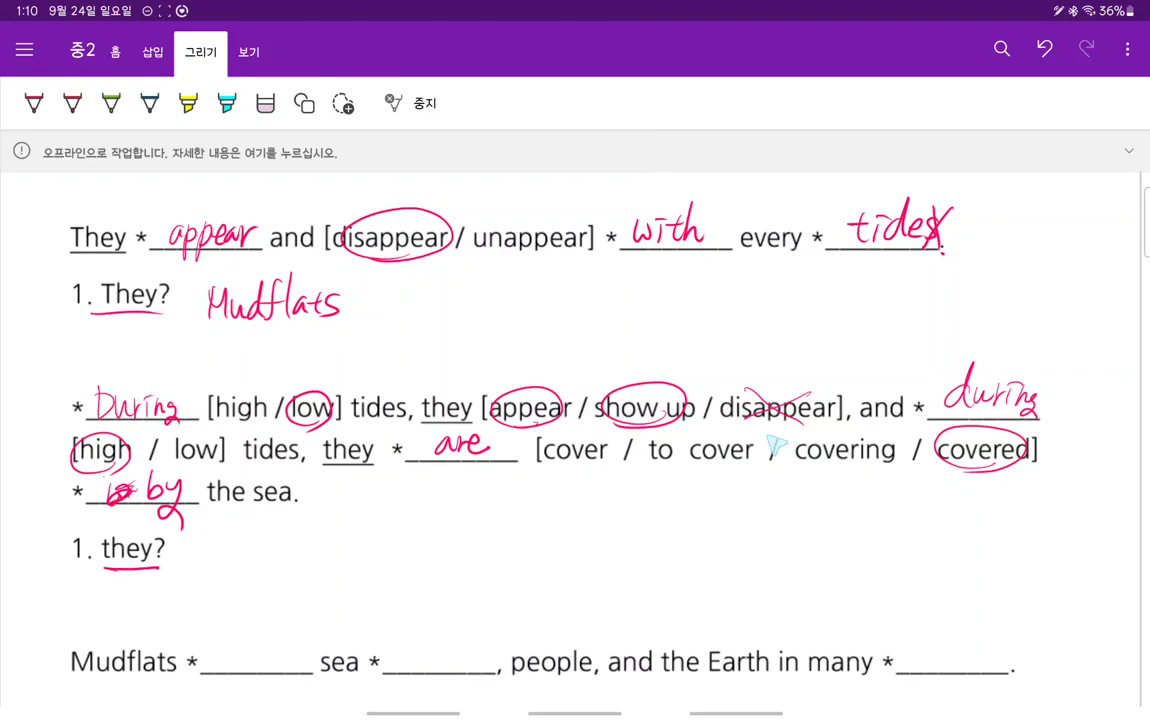 1:10 9월 24일 일요일 36%
중2 홈 삽입 그리기 보기
중지
오프라인으로 작업합니다. 자세한 내용은 여기를 누르십시오.
They * appear and [disappear / unappear] * with every * tides.
1. They? Mudflats
* During [high / low] tides, they [appear / show up / disappear], and * during
[high / low] tides, they * are [cover / to cover / covering / covered]
* by the sea.
1. they?
Mudflats *________ sea *________, people, and the Earth in many *________.